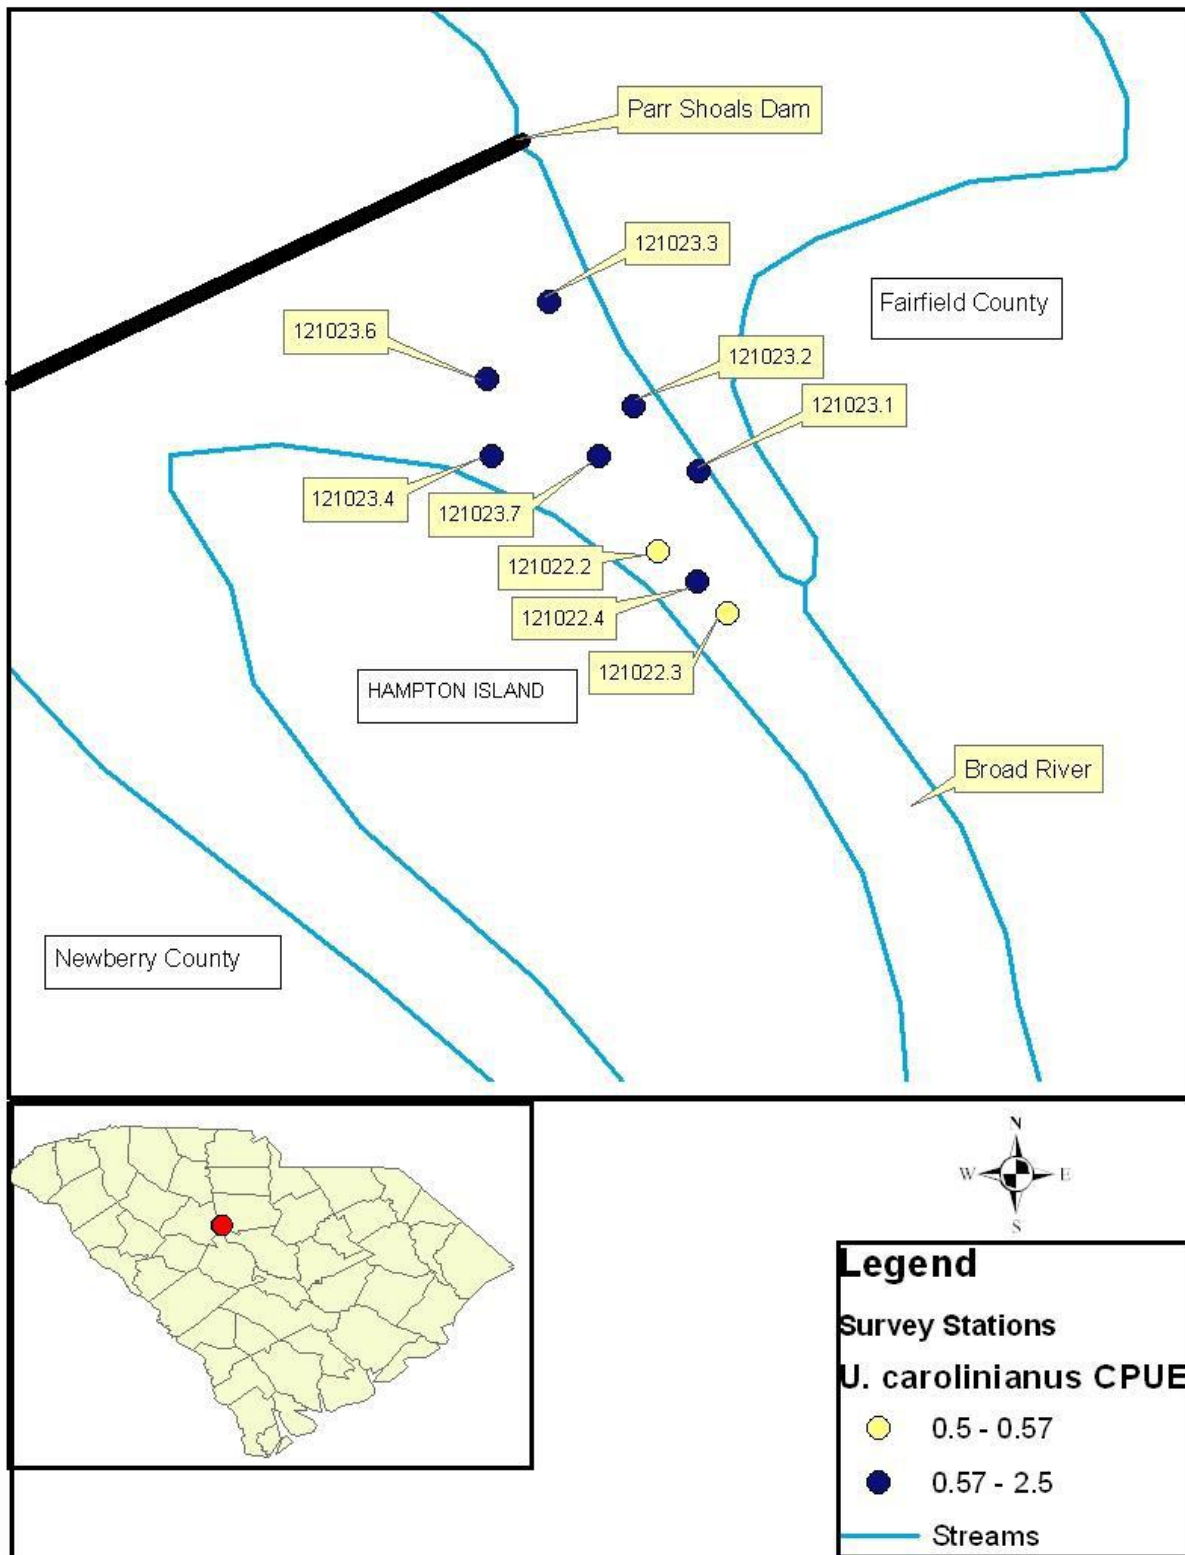 Parr Shoals Dam
121023.3
Fairfield County
121023.6
121023.2
121023.1
121023.4
121023.7
121022.2
121022.4
121022.3
HAMPTON ISLAND
Broad River
Newberry County
N
W E
S
Legend
Survey Stations
U. carolinianus CPUE
0.5 - 0.57
0.57 - 2.5
Streams